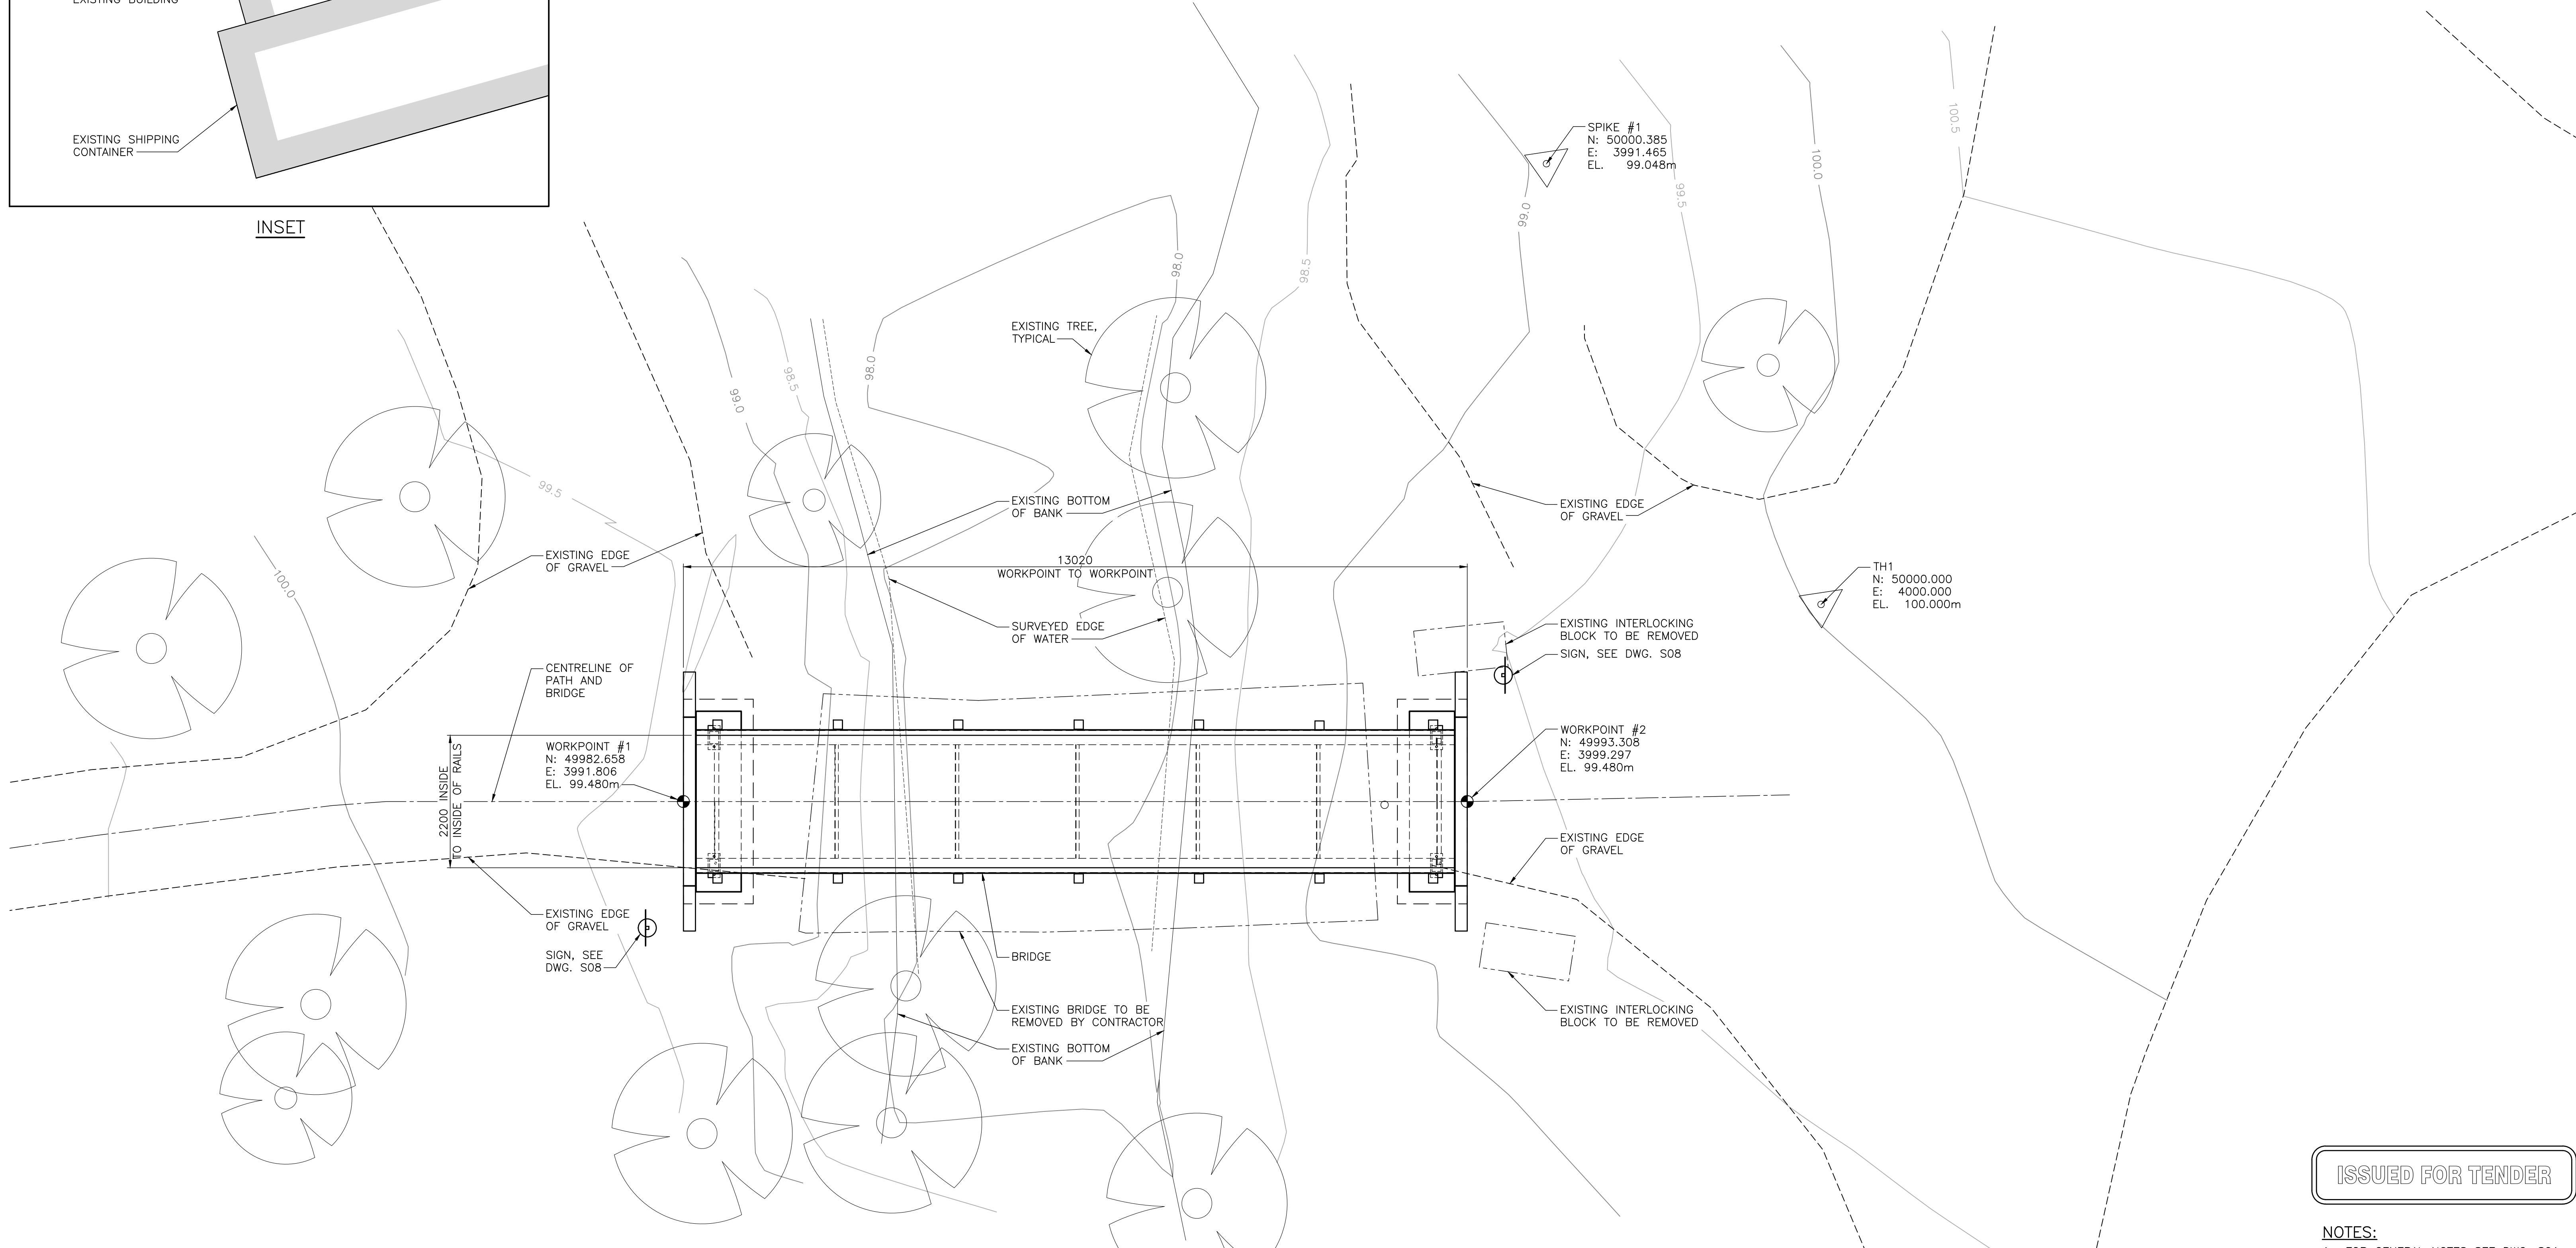 EXISTING BUILDING
EXISTING SHIPPING
CONTAINER
INSET
SPIKE #1
N: 50000.385
E: 3991.465
EL. 99.048m
100.5
100.0
99.5
99.0
98.5
98.0
98.0
98.5
99.0
99.5
100.0
EXISTING TREE,
TYPICAL
EXISTING BOTTOM
OF BANK
EXISTING EDGE
OF GRAVEL
EXISTING EDGE
OF GRAVEL
13020
WORKPOINT TO WORKPOINT
TH1
N: 50000.000
E: 4000.000
EL. 100.000m
SURVEYED EDGE
OF WATER
EXISTING INTERLOCKING
BLOCK TO BE REMOVED
SIGN, SEE DWG. S08
CENTRELINE OF
PATH AND
BRIDGE
WORKPOINT #1
N: 49982.658
E: 3991.806
EL. 99.480m
WORKPOINT #2
N: 49993.308
E: 3999.297
EL. 99.480m
2200 INSIDE
TO INSIDE OF RAILS
EXISTING EDGE
OF GRAVEL
EXISTING EDGE
OF GRAVEL
SIGN, SEE
DWG. S08
BRIDGE
EXISTING BRIDGE TO BE
REMOVED BY CONTRACTOR
EXISTING INTERLOCKING
BLOCK TO BE REMOVED
EXISTING BOTTOM
OF BANK
ISSUED FOR TENDER
NOTES: